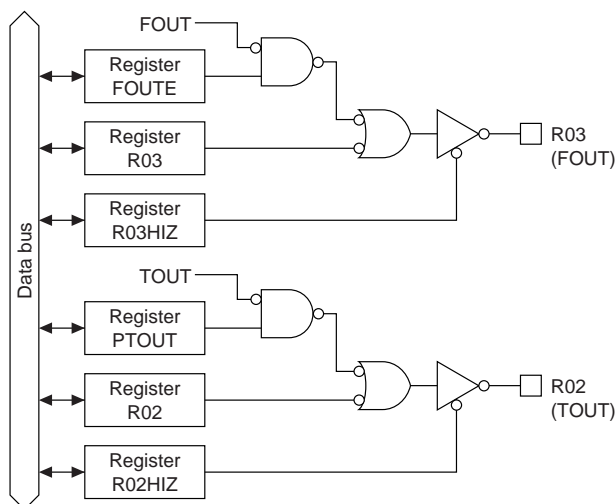 FOUT
Register
FOUTE
Register
R03
R03
(FOUT)
Register
R03HIZ
Data bus
TOUT
Register
PTOUT
Register
R02
R02
(TOUT)
Register
R02HIZ